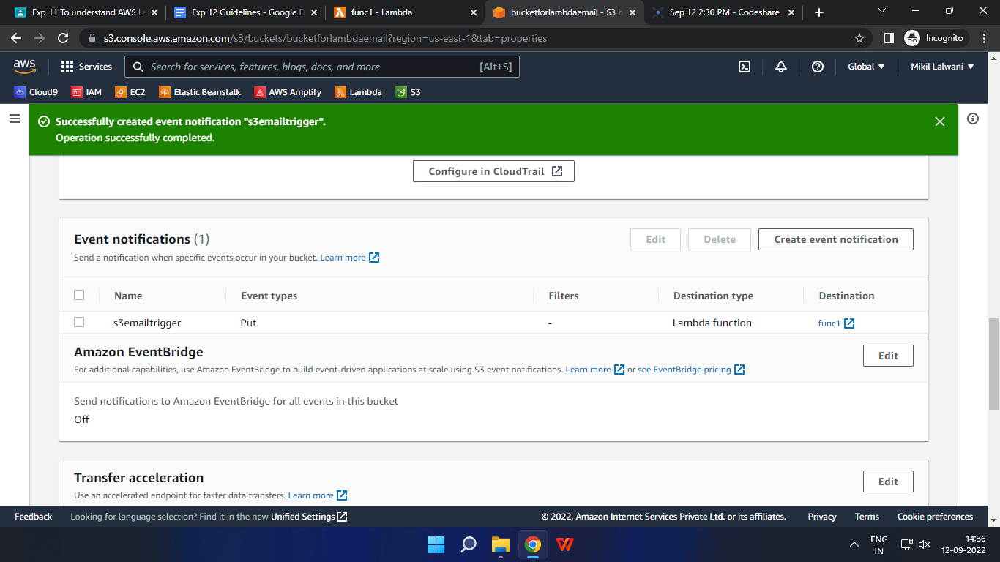 Exp 11 To understand AWS La
Exp 12 Guidelines - Google D
func1 - Lambda
bucketforlambdaemail - S3 b
Sep 12 2:30 PM - Codeshare
s3.console.aws.amazon.com/s3/buckets/bucketforlambdaemail?region=us-east-1&tab=properties
Incognito
aws
Services
Search for services, features, blogs, docs, and more
[Alt+S]
Global
Mikil Lalwani
Cloud9
IAM
EC2
Elastic Beanstalk
AWS Amplify
Lambda
S3
Successfully created event notification "s3emailtrigger".
Operation successfully completed.
Configure in CloudTrail
Event notifications (1)
Edit
Delete
Create event notification
Send a notification when specific events occur in your bucket. Learn more
Name
Event types
Filters
Destination type
Destination
s3emailtrigger
Put
-
Lambda function
func1
Amazon EventBridge
Edit
For additional capabilities, use Amazon EventBridge to build event-driven applications at scale using S3 event notifications. Learn more or see EventBridge pricing
Send notifications to Amazon EventBridge for all events in this bucket
Off
Transfer acceleration
Edit
Use an accelerated endpoint for faster data transfers. Learn more
Feedback
Looking for language selection? Find it in the new Unified Settings
© 2022, Amazon Internet Services Private Ltd. or its affiliates.
Privacy
Terms
Cookie preferences
ENG
IN
14:36
12-09-2022